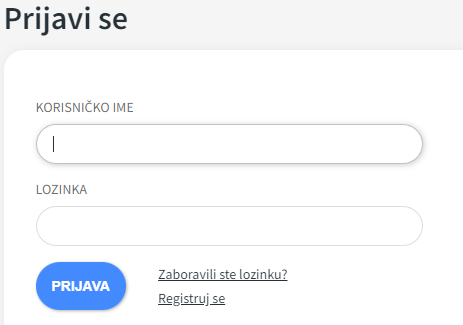 Prijavi se
KORISNIČKO IME
LOZINKA
PRIJAVA
Zaboravili ste lozinku?
Registruj se